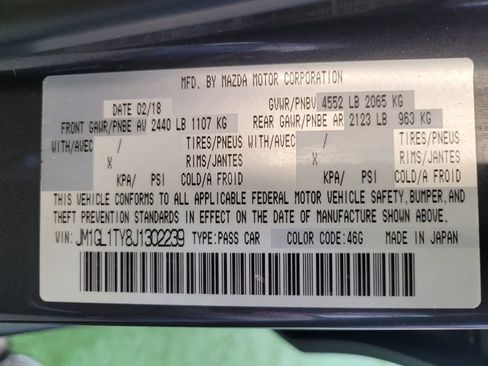 MFD. BY MAZDA MOTOR CORPORATION
DATE 02/18 GVWR/PNBV 4552 LB 2065 KG
FRONT GAWR/PNBE AV 2440 LB 1107 KG REAR GAWR/PNBE AR 2123 LB 963 KG
WITH/AVEC / TIRES/PNEUS WITH/AVEC / TIRES/PNEUS
X RIMS/JANTES X RIMS/JANTES
KPA/ PSI COLD/A FROID KPA/ PSI COLD/A FROID
THIS VEHICLE CONFORMS TO ALL APPLICABLE FEDERAL MOTOR VEHICLE SAFETY, BUMPER, AND
THEFT PREVENTION STANDARDS IN EFFECT ON THE DATE OF MANUFACTURE SHOWN ABOVE.
VIN: JM1GL1TY8J1302239 TYPE: PASS CAR COLOR CODE: 46G MADE IN JAPAN